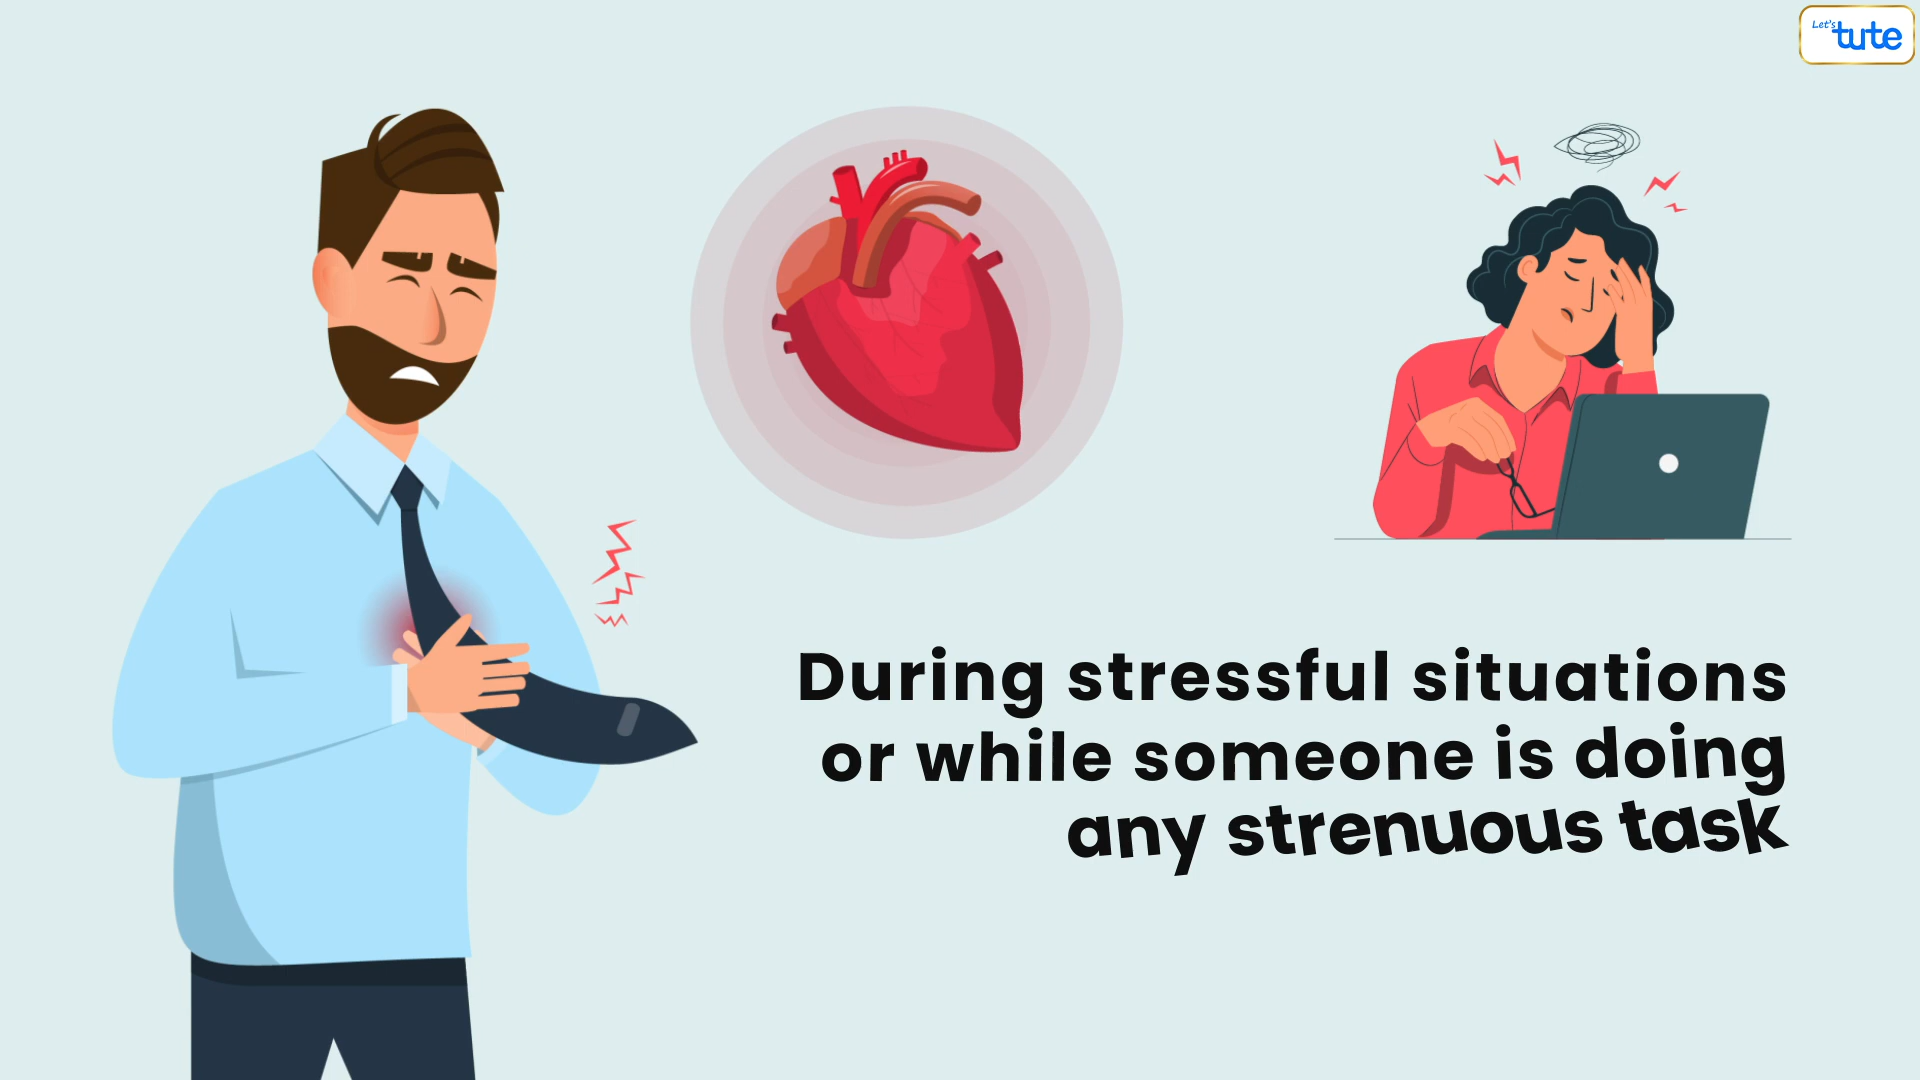 Let's tute
During stressful situations
or while someone is doing
any strenuous task